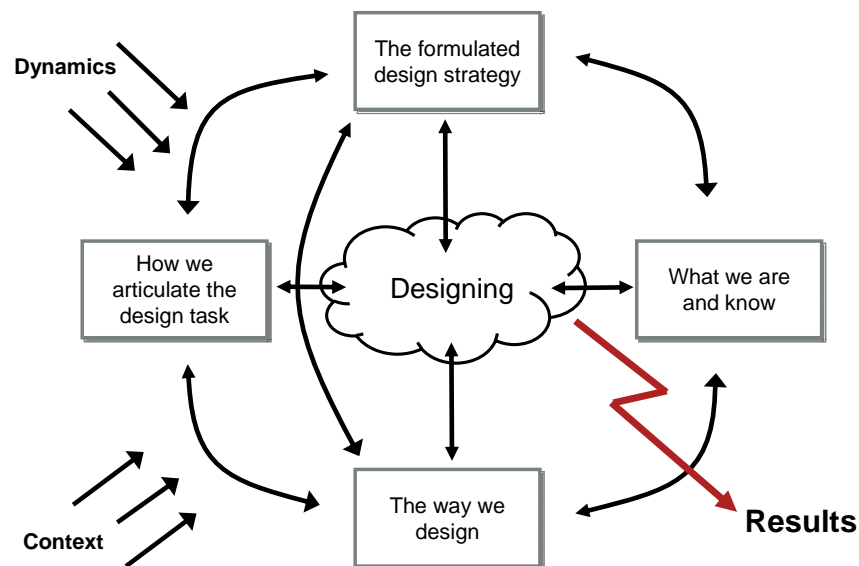 The formulated
design strategy
Dynamics
How we
articulate the
design task
Designing
What we are
and know
The way we
design
Results
Context